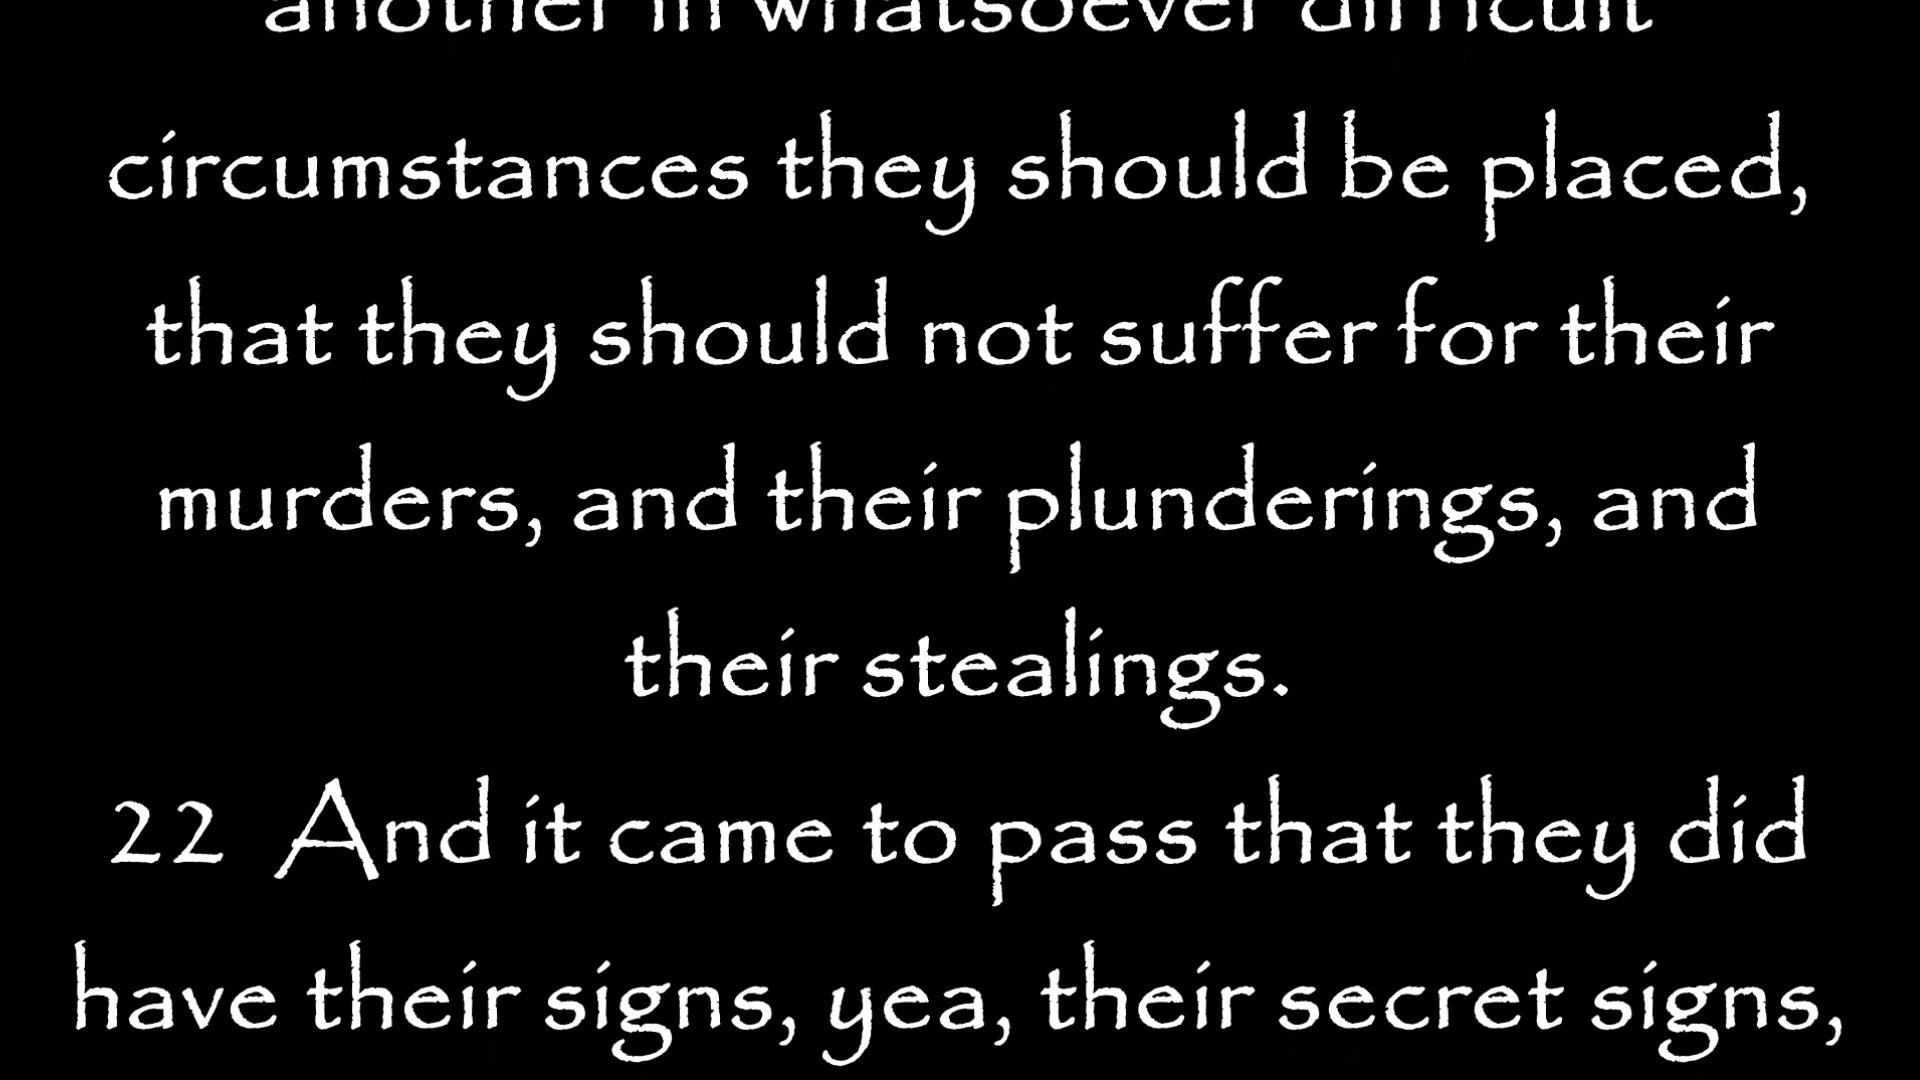 another in whatsoever difficult
circumstances they should be placed,
that they should not suffer for their
murders, and their plunderings, and
their stealings.
22 And it came to pass that they did
have their signs, yea, their secret signs,